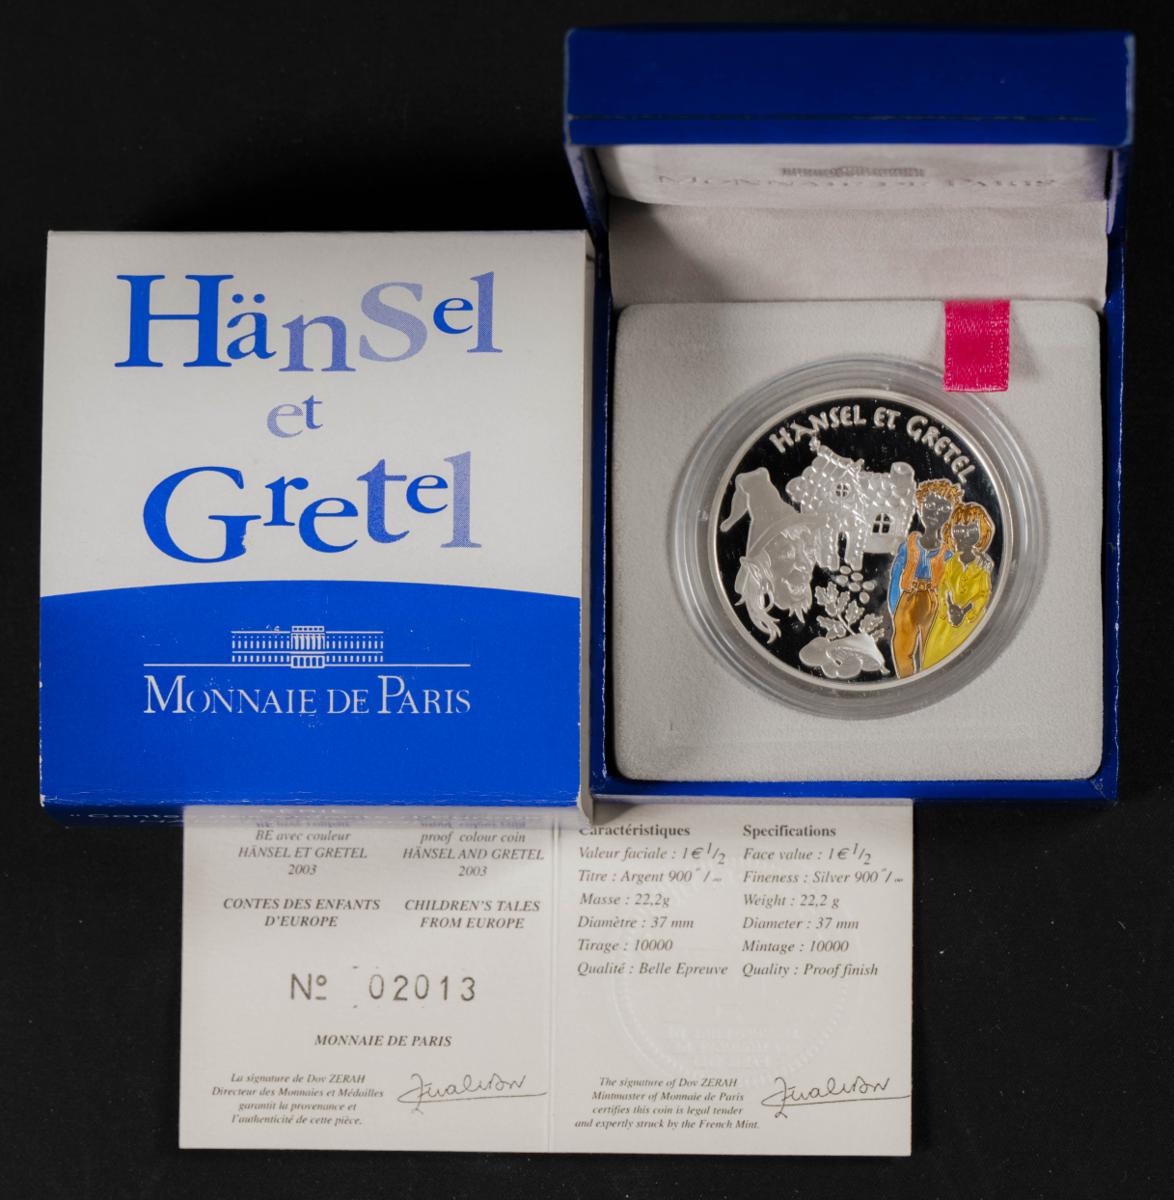 Hänsel
et
Gretel
MONNAIE DE PARIS
MONNAIE DE PARIS
HÄNSEL ET GRETEL
BE avec couleur
HÄNSEL ET GRETEL
2003
CONTES DES ENFANTS
D'EUROPE
proof colour coin
HÄNSEL AND GRETEL
2003
CHILDREN'S TALES
FROM EUROPE
Nº 02013
MONNAIE DE PARIS
La signature de Dov ZERAH
Directeur des Monnaies et Médailles
garantit la provenance et
l'authenticité de cette pièce.
Caractéristiques
Valeur faciale : 1€ 1/2
Titre : Argent 900 °/...
Masse : 22,2g
Diamètre : 37 mm
Tirage : 10000
Qualité : Belle Epreuve
Specifications
Face value : 1€ 1/2
Fineness : Silver 900 °/...
Weight : 22,2 g
Diameter : 37 mm
Mintage : 10000
Quality : Proof finish
The signature of Dov ZERAH
Mintmaster of Monnaie de Paris
certifies this coin is legal tender
and expertly struck by the French Mint.